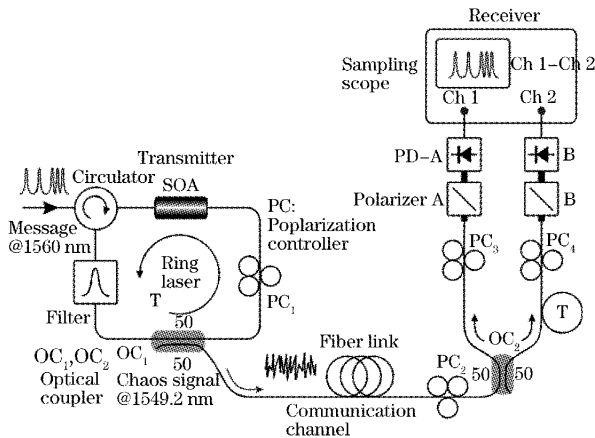 Receiver
Sampling
scope
Ch 1-Ch 2
Ch 1
Ch 2
Transmitter
Circulator
SOA
PD-A
B
Polarizer A
B
Message
@1560 nm
PC:
Poplarization
controller
Ring
laser
T
PC1
PC3
PC4
T
Filter
50
50
OC1,OC2
Optical
coupler
OC1
Chaos signal
@1549.2 nm
Fiber link
Communication
channel
PC2
OC2
50
50